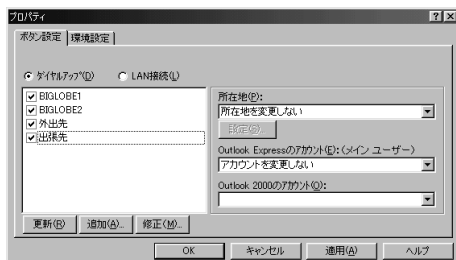 プロパティ
ボタン設定 環境設定
ダイヤルアップ(D) LAN接続(L)
BIGLOBE1
BIGLOBE2
外出先
出張先
所在地(P):
所在地を変更しない
設定(S)...
Outlook Expressのアカウント(E):(メイン ユーザー)
アカウントを変更しない
Outlook 2000のアカウント(O):
更新(R) 追加(A)... 修正(M)...
OK キャンセル 適用(A) ヘルプ